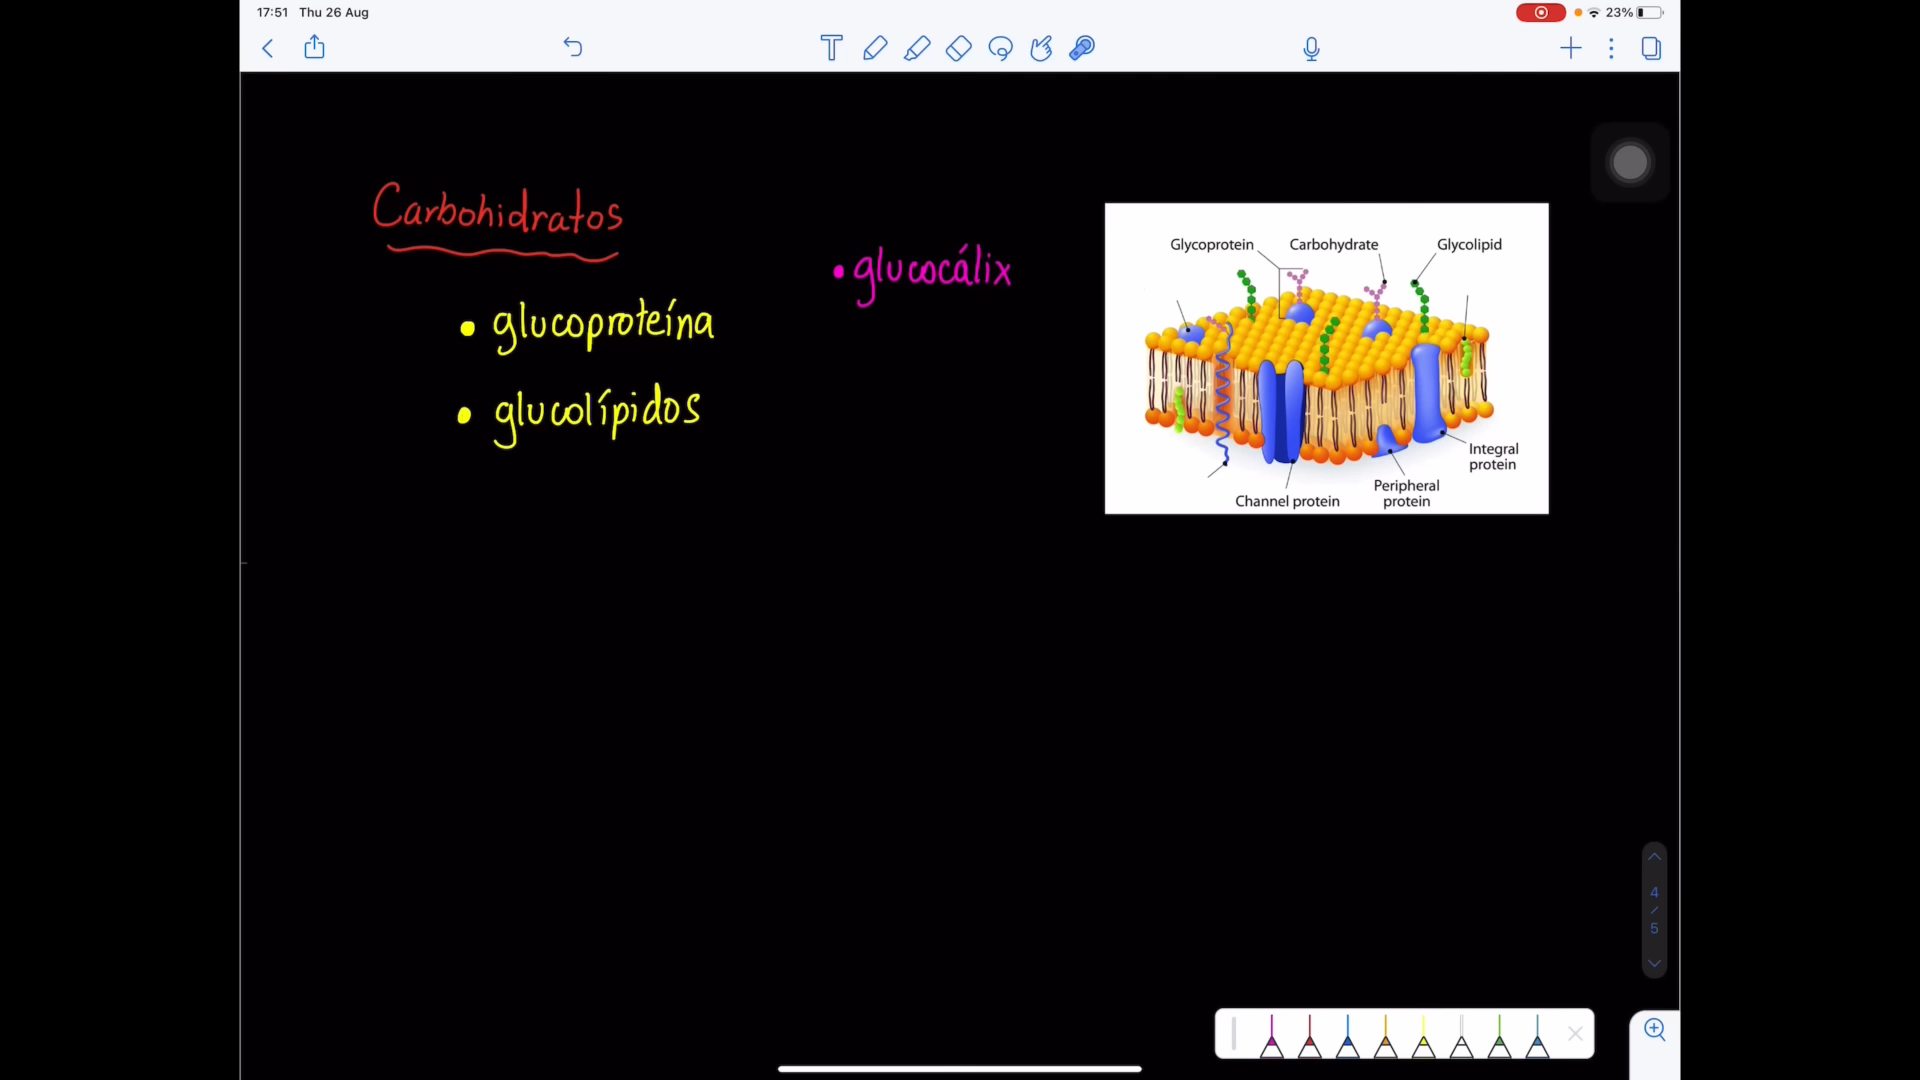 17:51 Thu 26 Aug
23%
Carbohidratos
• glucoproteína
• glucolípidos
• glucocálix
Glycoprotein
Carbohydrate
Glycolipid
Integral
protein
Peripheral
protein
Channel protein
4
/
5